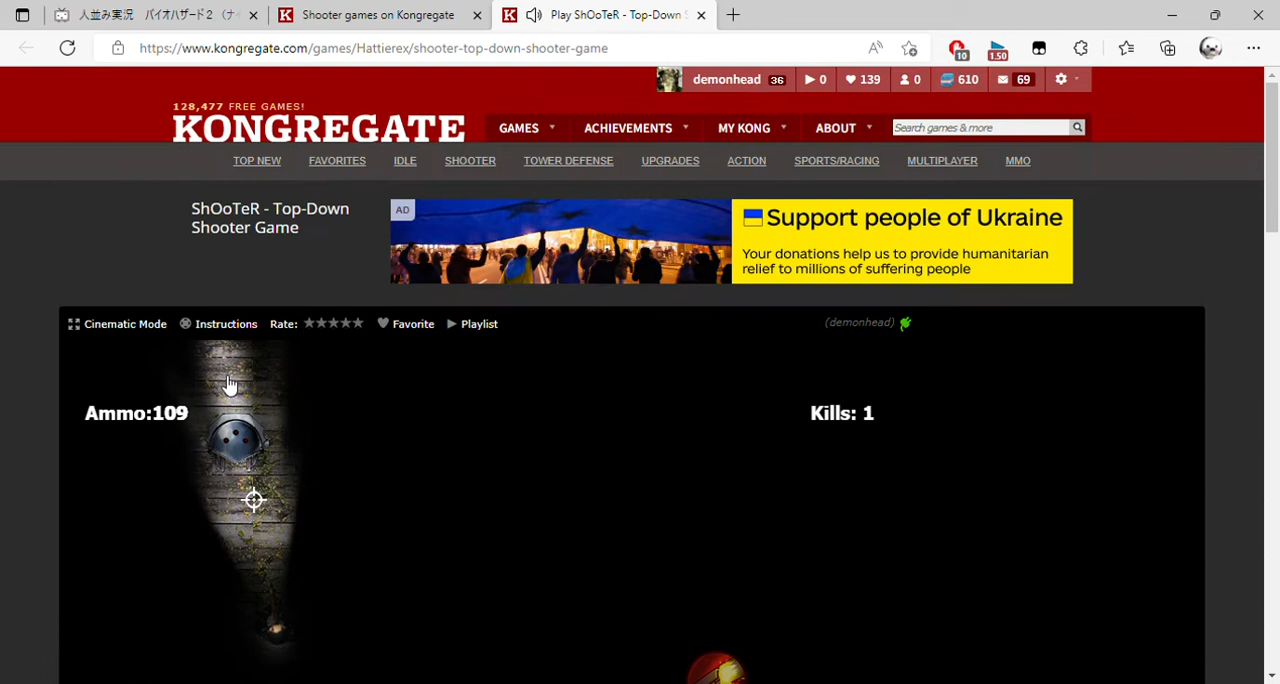 人並み実況 バイオハザード２（ナイ
Shooter games on Kongregate
Play ShOoTeR - Top-Down S
https://www.kongregate.com/games/Hattierex/shooter-top-down-shooter-game
10
1.50
demonhead 36
0
139
0
610
69
128,477 FREE GAMES!
KONGREGATE
GAMES
ACHIEVEMENTS
MY KONG
ABOUT
Search games & more
TOP NEW
FAVORITES
IDLE
SHOOTER
TOWER DEFENSE
UPGRADES
ACTION
SPORTS/RACING
MULTIPLAYER
MMO
ShOoTeR - Top-Down
Shooter Game
AD
Support people of Ukraine
Your donations help us to provide humanitarian
relief to millions of suffering people
Cinematic Mode
Instructions
Rate:
Favorite
Playlist
(demonhead)
Ammo:109
Kills: 1